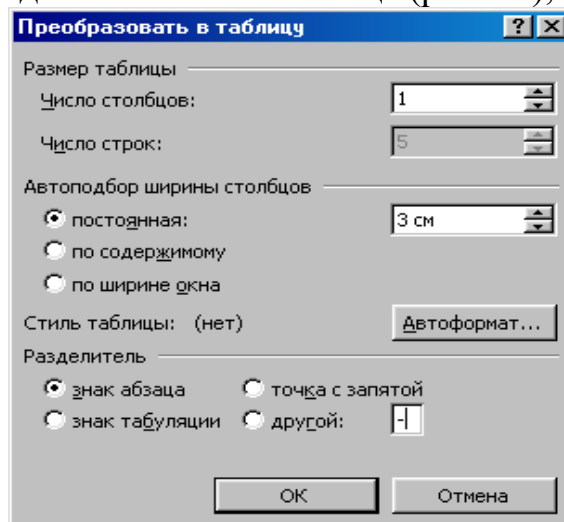 Преобразовать в таблицу
Размер таблицы
Число столбцов: 1
Число строк: 5
Автоподбор ширины столбцов
постоянная: 3 см
по содержимому
по ширине окна
Стиль таблицы: (нет) Автоформат...
Разделитель
знак абзаца точка с запятой
знак табуляции другой: -
ОК Отмена